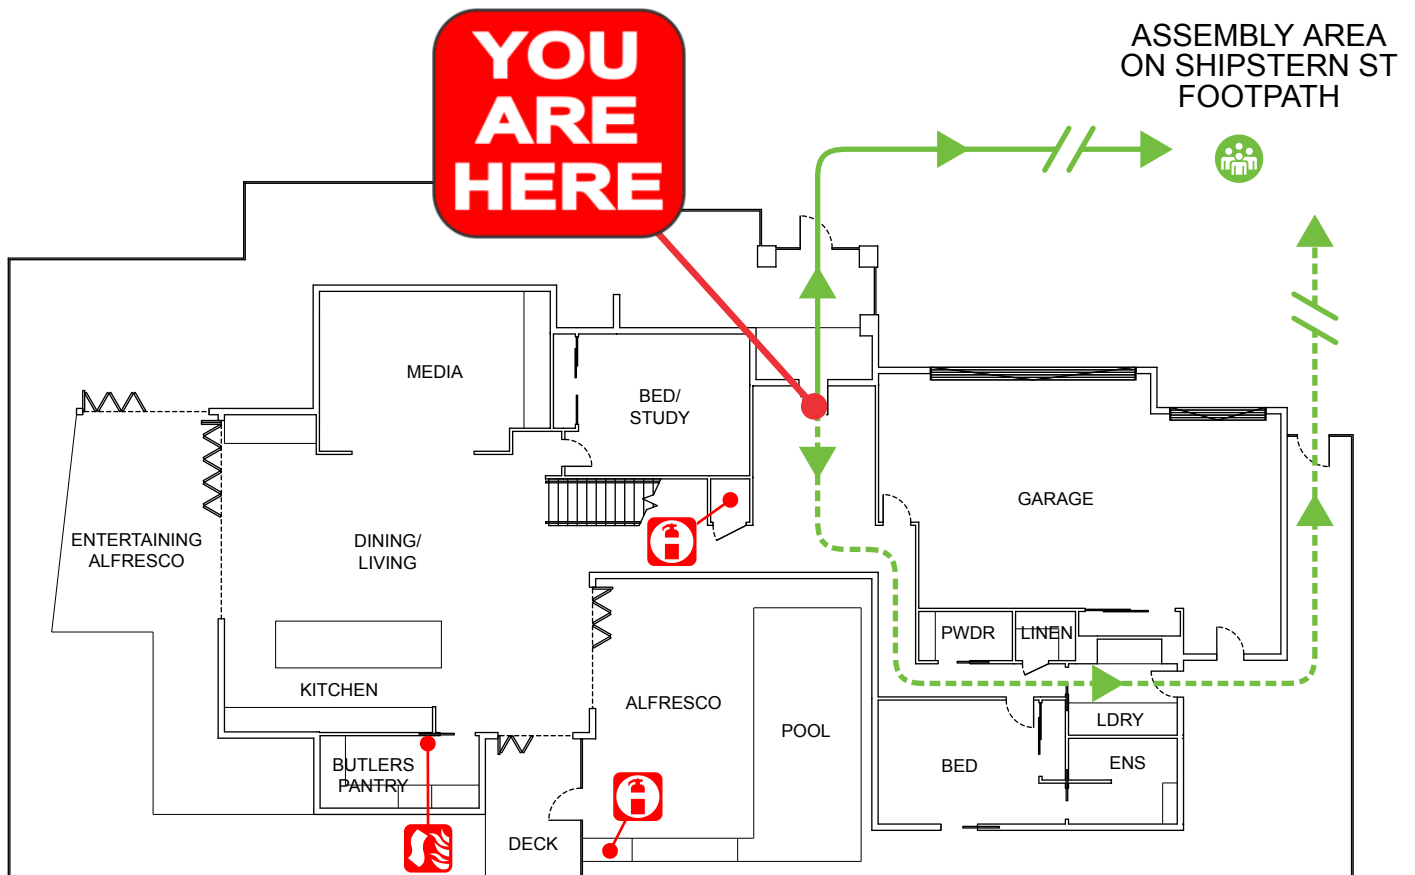 YOU
ARE
HERE
ASSEMBLY AREA
ON SHIPSTERN ST
FOOTPATH
MEDIA
BED/
STUDY
GARAGE
ENTERTAINING
ALFRESCO
DINING/
LIVING
PWDR
LINEN
KITCHEN
ALFRESCO
POOL
LDRY
BED
ENS
BUTLERS
PANTRY
DECK